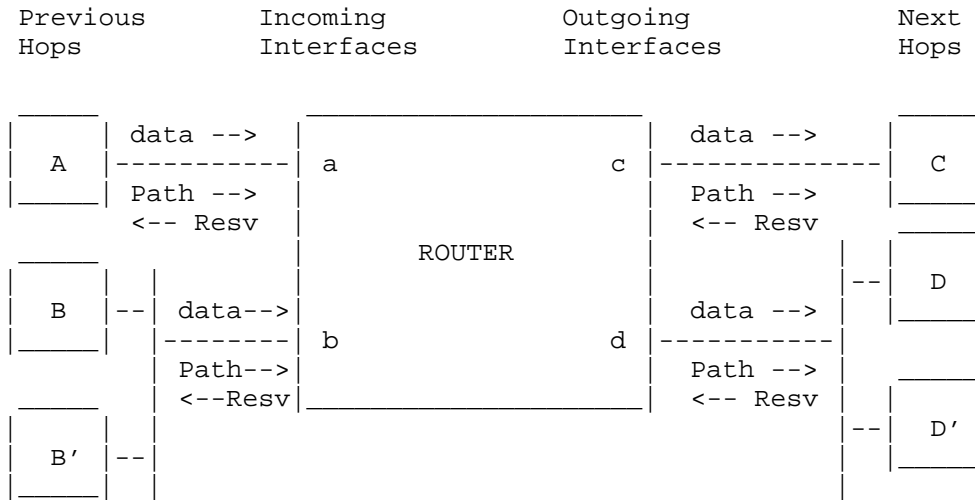 Previous Incoming Outgoing Next
Hops Interfaces Interfaces Hops
data --> data -->
A a c C
Path --> Path -->
<-- Resv <-- Resv
ROUTER
B data--> data --> D
b d
Path--> Path -->
<--Resv <-- Resv
B' D'